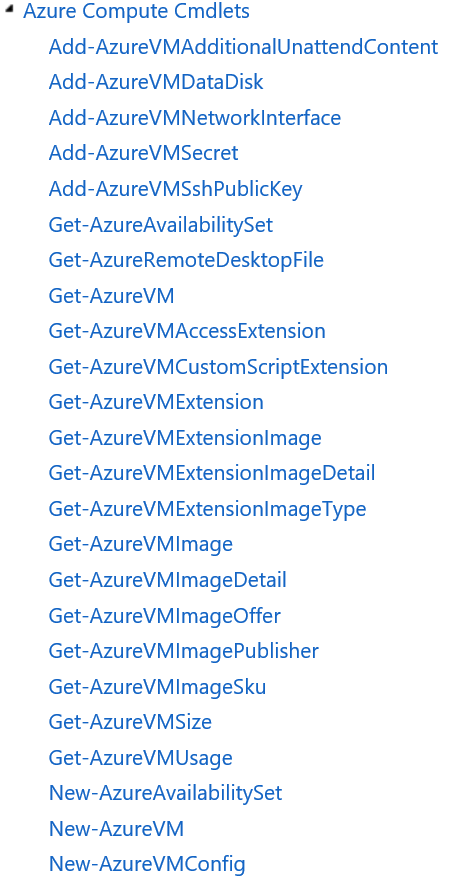 Azure Compute Cmdlets
Add-AzureVMAdditionalUnattendContent
Add-AzureVMDataDisk
Add-AzureVMNetworkInterface
Add-AzureVMSecret
Add-AzureVMSshPublicKey
Get-AzureAvailabilitySet
Get-AzureRemoteDesktopFile
Get-AzureVM
Get-AzureVMAccessExtension
Get-AzureVMCustomScriptExtension
Get-AzureVMExtension
Get-AzureVMExtensionImage
Get-AzureVMExtensionImageDetail
Get-AzureVMExtensionImageType
Get-AzureVMImage
Get-AzureVMImageDetail
Get-AzureVMImageOffer
Get-AzureVMImagePublisher
Get-AzureVMImageSku
Get-AzureVMSize
Get-AzureVMUsage
New-AzureAvailabilitySet
New-AzureVM
New-AzureVMConfig